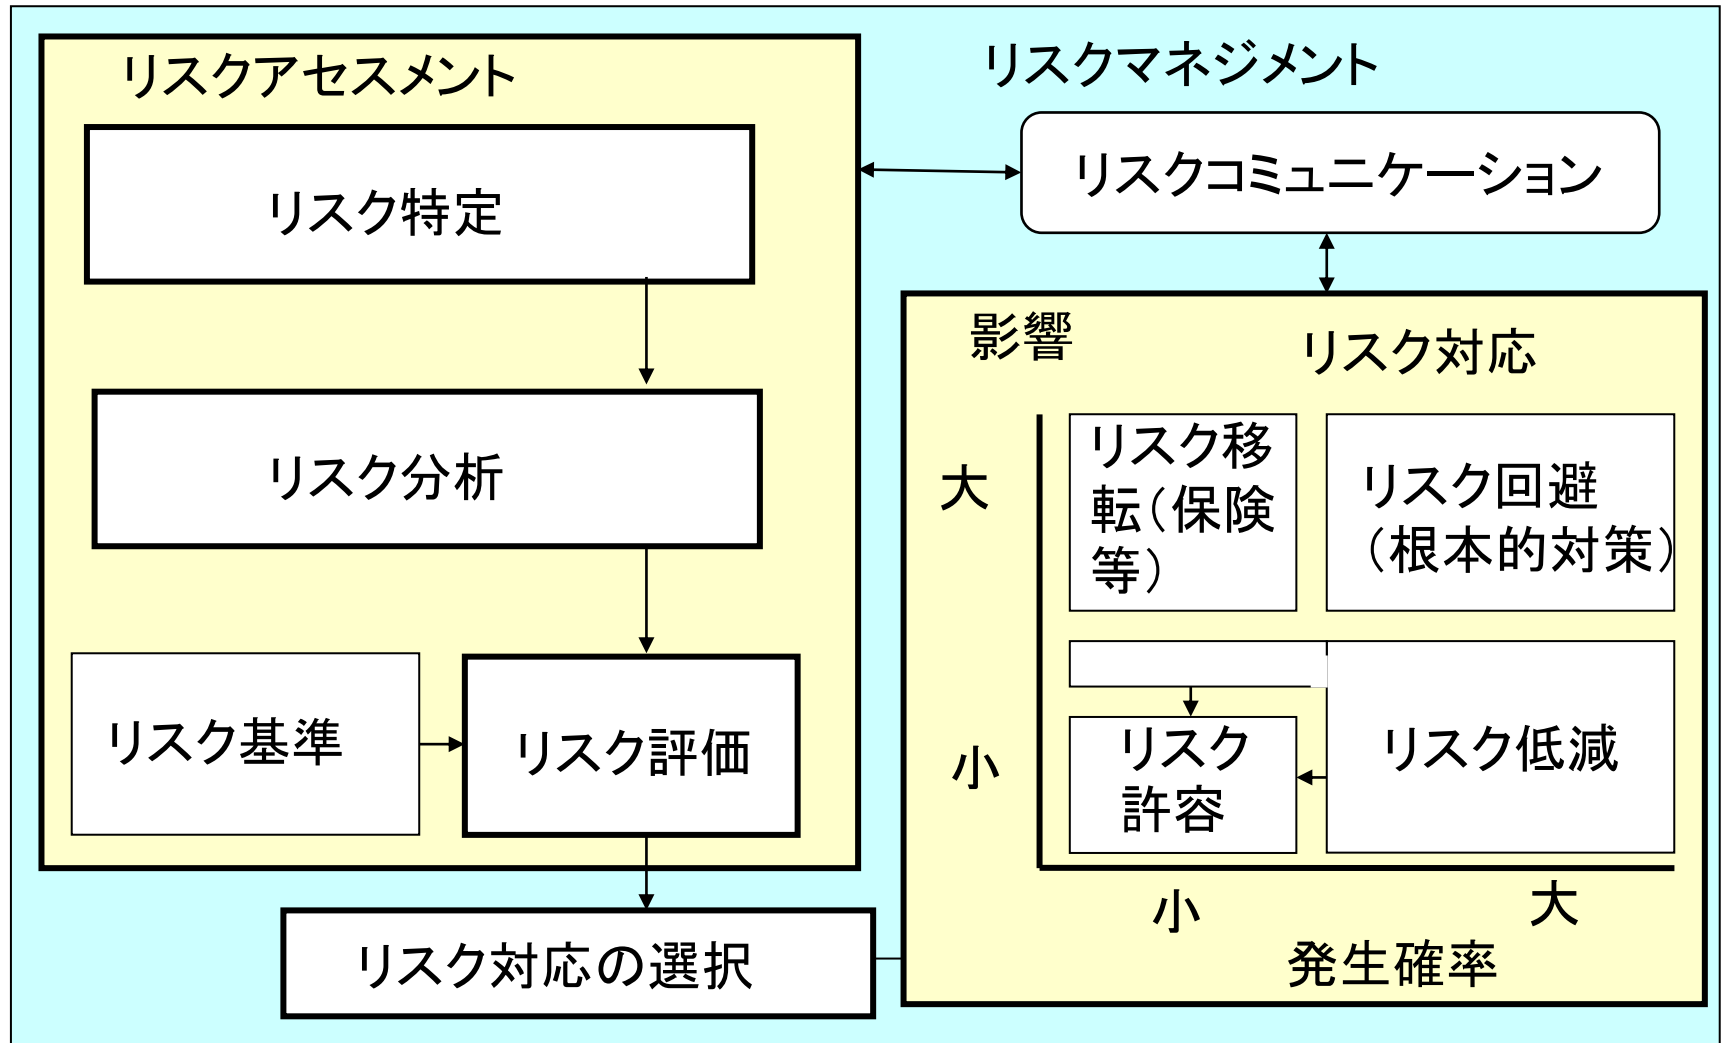 リスクアセスメント
リスク特定
リスク分析
リスク基準
リスク評価
リスク対応の選択
リスクマネジメント
リスクコミュニケーション
影響
リスク対応
大
リスク移
転（保険
等）
リスク回避
（根本的対策）
小
リスク
許容
リスク低減
小
大
発生確率